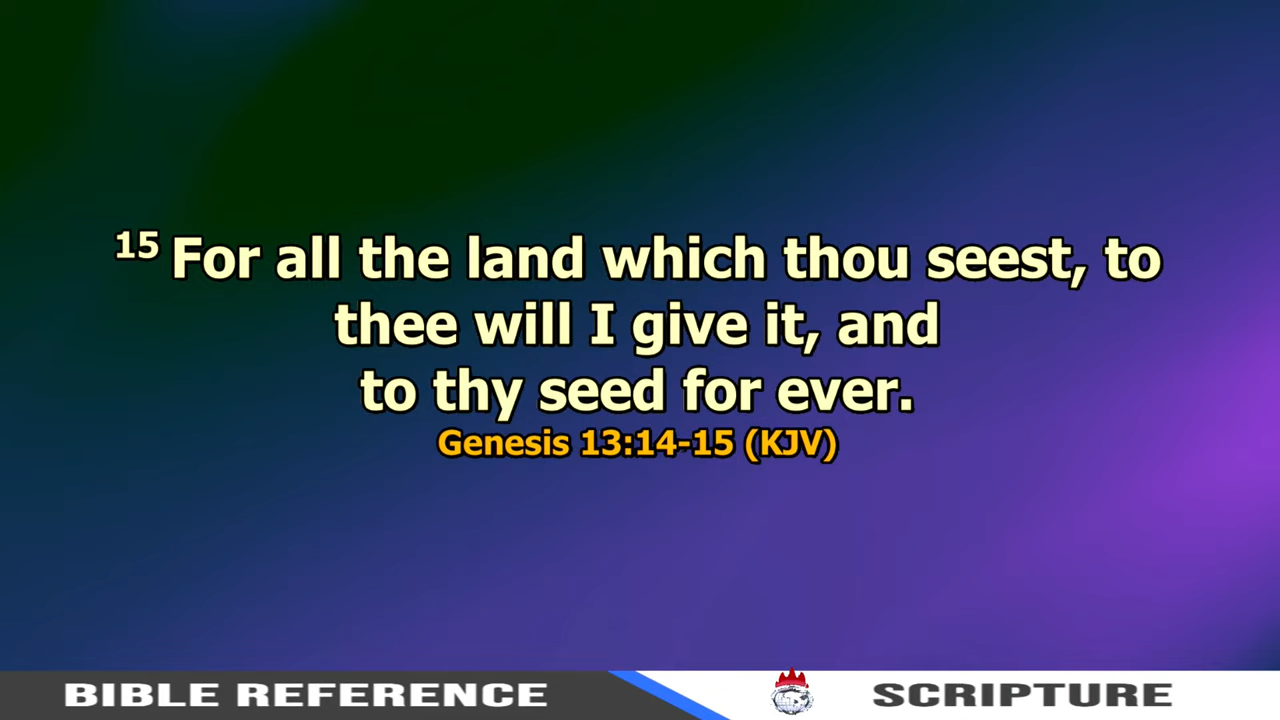 15 For all the land which thou seest, to
thee will I give it, and
to thy seed for ever.
Genesis 13:14-15 (KJV)
BIBLE REFERENCE
SCRIPTURE